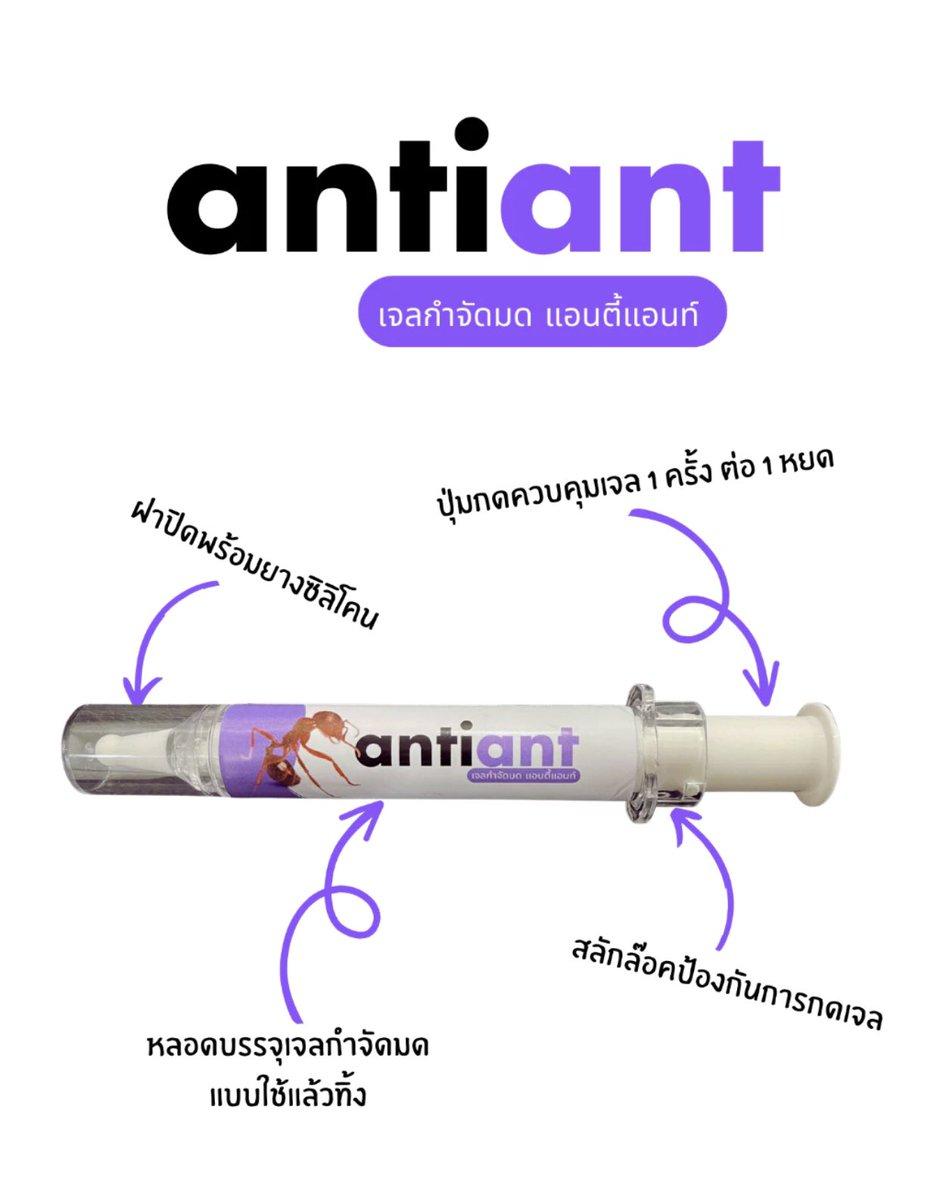 antiant
เจลกำจัดมด แอนตี้แอนท์
ปุ่มกดควบคุมเจล 1 ครั้ง ต่อ 1 หยด
ฝาปิดพร้อมยางซิลิโคน
antiant
เจลกำจัดมด แอนตี้แอนท์
สลักล๊อคป้องกันการกดเจล
หลอดบรรจุเจลกำจัดมด
แบบใช้แล้วทิ้ง